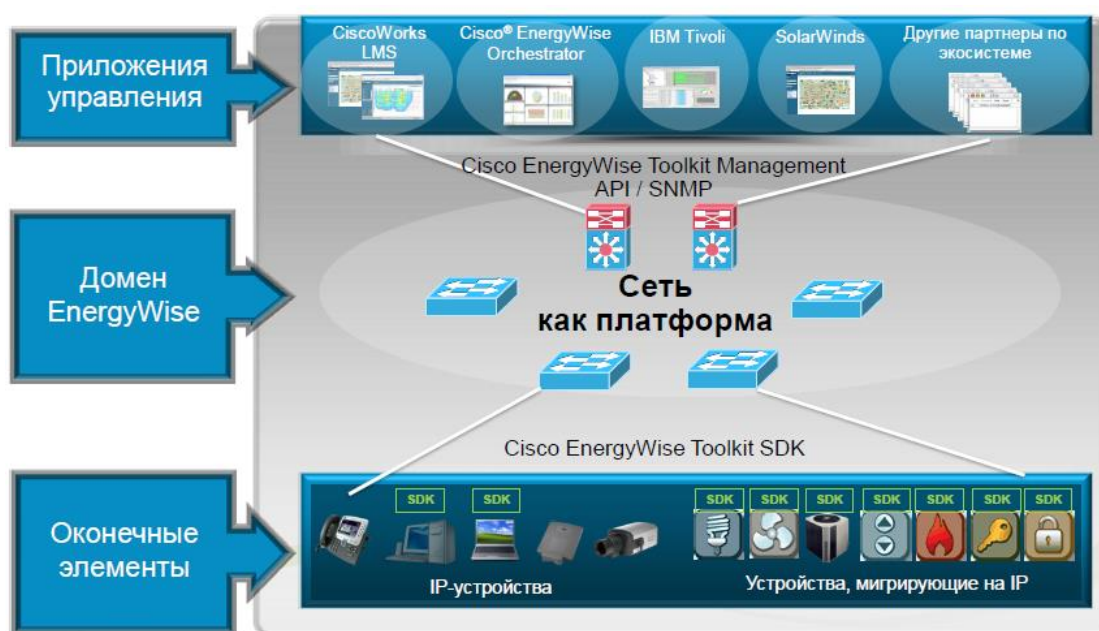 Приложения
управления
CiscoWorks
LMS
Cisco® EnergyWise
Orchestrator
IBM Tivoli
SolarWinds
Другие партнеры по
экосистеме
Cisco EnergyWise Toolkit Management
API / SNMP
Домен
EnergyWise
Сеть
как платформа
Cisco EnergyWise Toolkit SDK
Оконечные
элементы
SDK
SDK
SDK
SDK
SDK
SDK
SDK
SDK
SDK
IP-устройства
Устройства, мигрирующие на IP